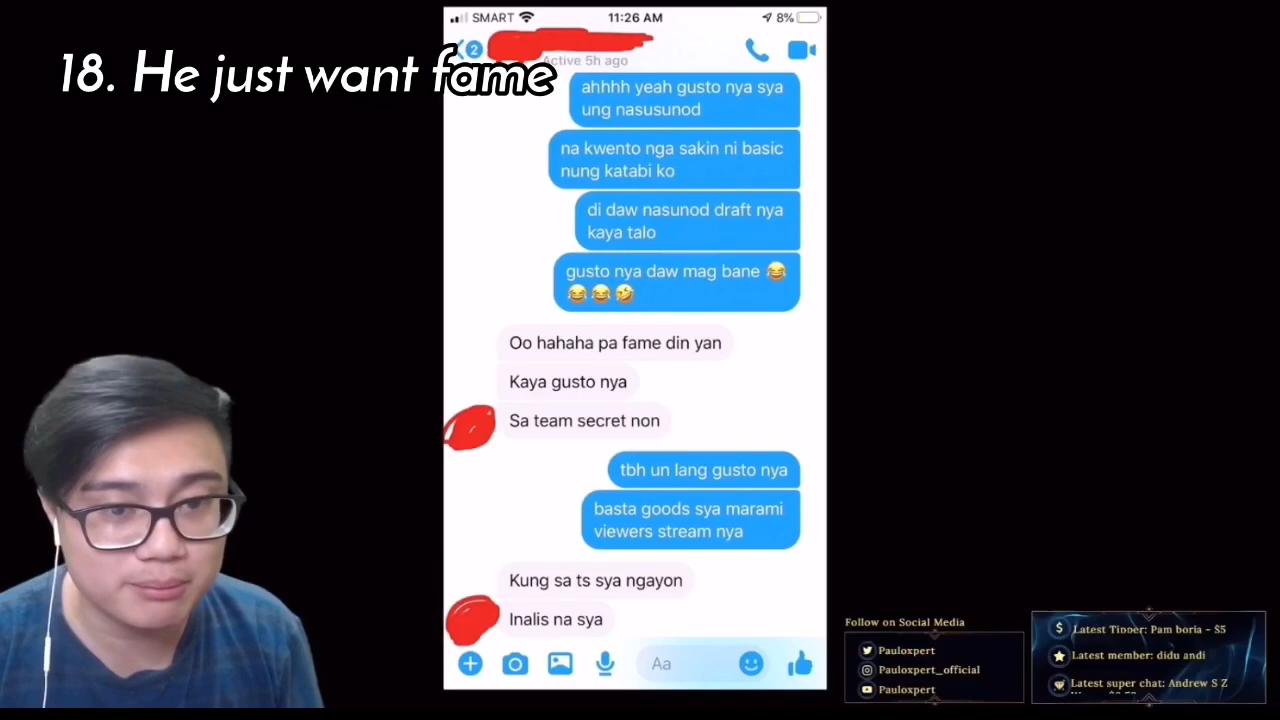 SMART
11:26 AM
8%
18. He just want fame
2
Active 5h ago
ahhhh yeah gusto nya sya
ung nasusunod
na kwento nga sakin ni basic
nung katabi ko
di daw nasunod draft nya
kaya talo
gusto nya daw mag bane 😂
😂😂🤣
Oo hahaha pa fame din yan
Kaya gusto nya
Sa team secret non
tbh un lang gusto nya
basta goods sya marami
viewers stream nya
Kung sa ts sya ngayon
Inalis na sya
Aa
Follow on Social Media
Pauloxpert
Pauloxpert_official
Pauloxpert
Latest Tipper: Pam boria - $5
Latest member: didu andi
Latest super chat: Andrew S Z